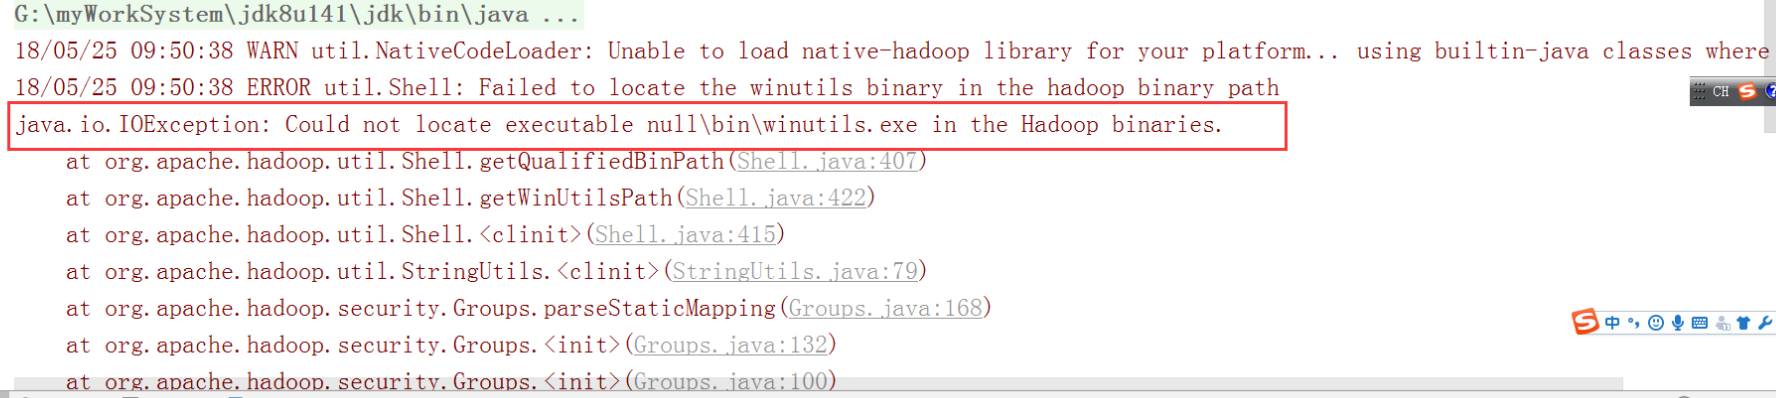 G:\myWorkSystem\jdk8u141\jdk\bin\java ...
18/05/25 09:50:38 WARN util.NativeCodeLoader: Unable to load native-hadoop library for your platform... using builtin-java classes where
18/05/25 09:50:38 ERROR util.Shell: Failed to locate the winutils binary in the hadoop binary path
java.io.IOException: Could not locate executable null\bin\winutils.exe in the Hadoop binaries.
at org.apache.hadoop.util.Shell.getQualifiedBinPath(Shell.java:407)
at org.apache.hadoop.util.Shell.getWinUtilsPath(Shell.java:422)
at org.apache.hadoop.util.Shell.<clinit>(Shell.java:415)
at org.apache.hadoop.util.StringUtils.<clinit>(StringUtils.java:79)
at org.apache.hadoop.security.Groups.parseStaticMapping(Groups.java:168)
at org.apache.hadoop.security.Groups.<init>(Groups.java:132)
at org.apache.hadoop.security.Groups.<init>(Groups.java:100)
CH
中